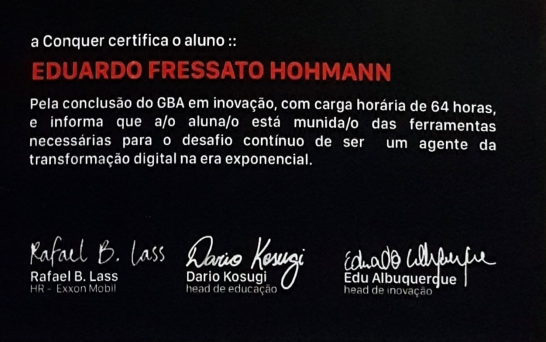 a Conquer certifica o aluno ::
EDUARDO FRESSATO HOHMANN
Pela conclusão do GBA em inovação, com carga horária de 64 horas,
e informa que a/o aluna/o está munida/o das ferramentas
necessárias para o desafio contínuo de ser um agente da
transformação digital na era exponencial.
Rafael B. Lass Dario Kosugi Eduardo Albuquerque
Rafael B. Lass Dario Kosugi Edu Albuquerque
HR - Exxon Mobil head de educação head de inovação